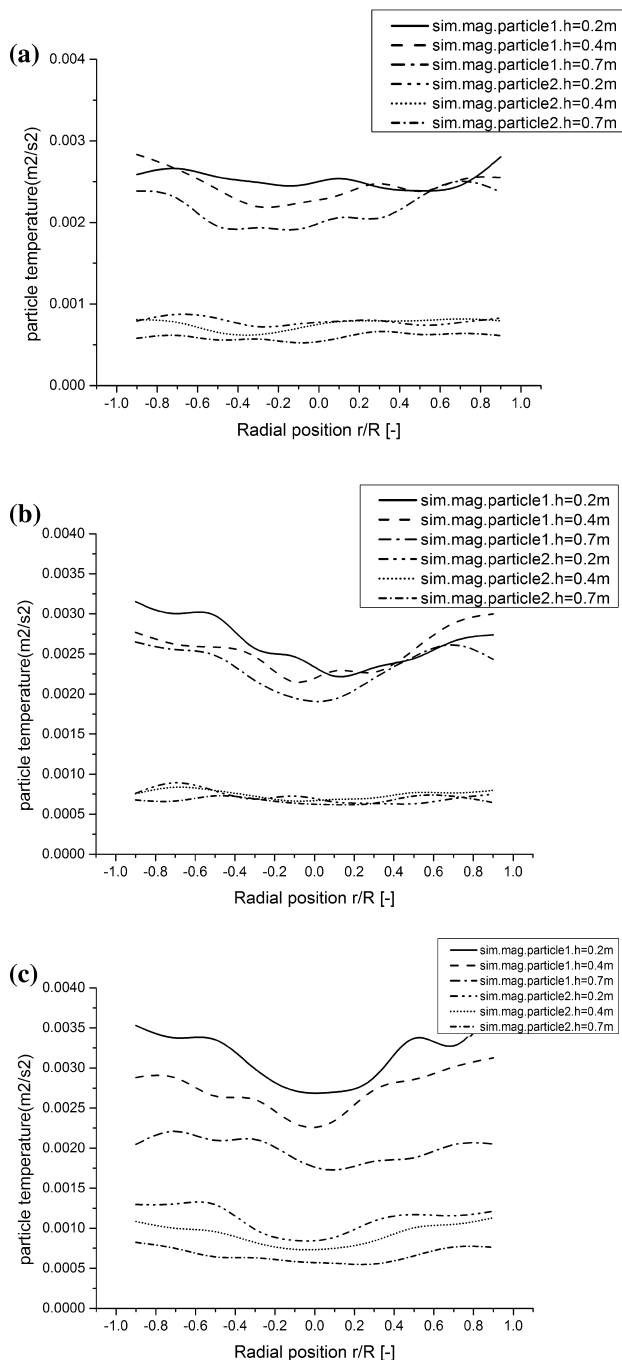 (a)
sim.mag.particle1.h=0.2m
sim.mag.particle1.h=0.4m
sim.mag.particle1.h=0.7m
sim.mag.particle2.h=0.2m
sim.mag.particle2.h=0.4m
sim.mag.particle2.h=0.7m
particle temperature(m2/s2)
0.004
0.003
0.002
0.001
0.000
-1.0 -0.8 -0.6 -0.4 -0.2 0.0 0.2 0.4 0.6 0.8 1.0
Radial position r/R [-]
(b)
sim.mag.particle1.h=0.2m
sim.mag.particle1.h=0.4m
sim.mag.particle1.h=0.7m
sim.mag.particle2.h=0.2m
sim.mag.particle2.h=0.4m
sim.mag.particle2.h=0.7m
particle temperature(m2/s2)
0.0040
0.0035
0.0030
0.0025
0.0020
0.0015
0.0010
0.0005
0.0000
-1.0 -0.8 -0.6 -0.4 -0.2 0.0 0.2 0.4 0.6 0.8 1.0
Radial position r/R [-]
(c)
sim.mag.particle1.h=0.2m
sim.mag.particle1.h=0.4m
sim.mag.particle1.h=0.7m
sim.mag.particle2.h=0.2m
sim.mag.particle2.h=0.4m
sim.mag.particle2.h=0.7m
particle temperature(m2/s2)
0.0040
0.0035
0.0030
0.0025
0.0020
0.0015
0.0010
0.0005
0.0000
-1.0 -0.8 -0.6 -0.4 -0.2 0.0 0.2 0.4 0.6 0.8 1.0
Radial position r/R [-]